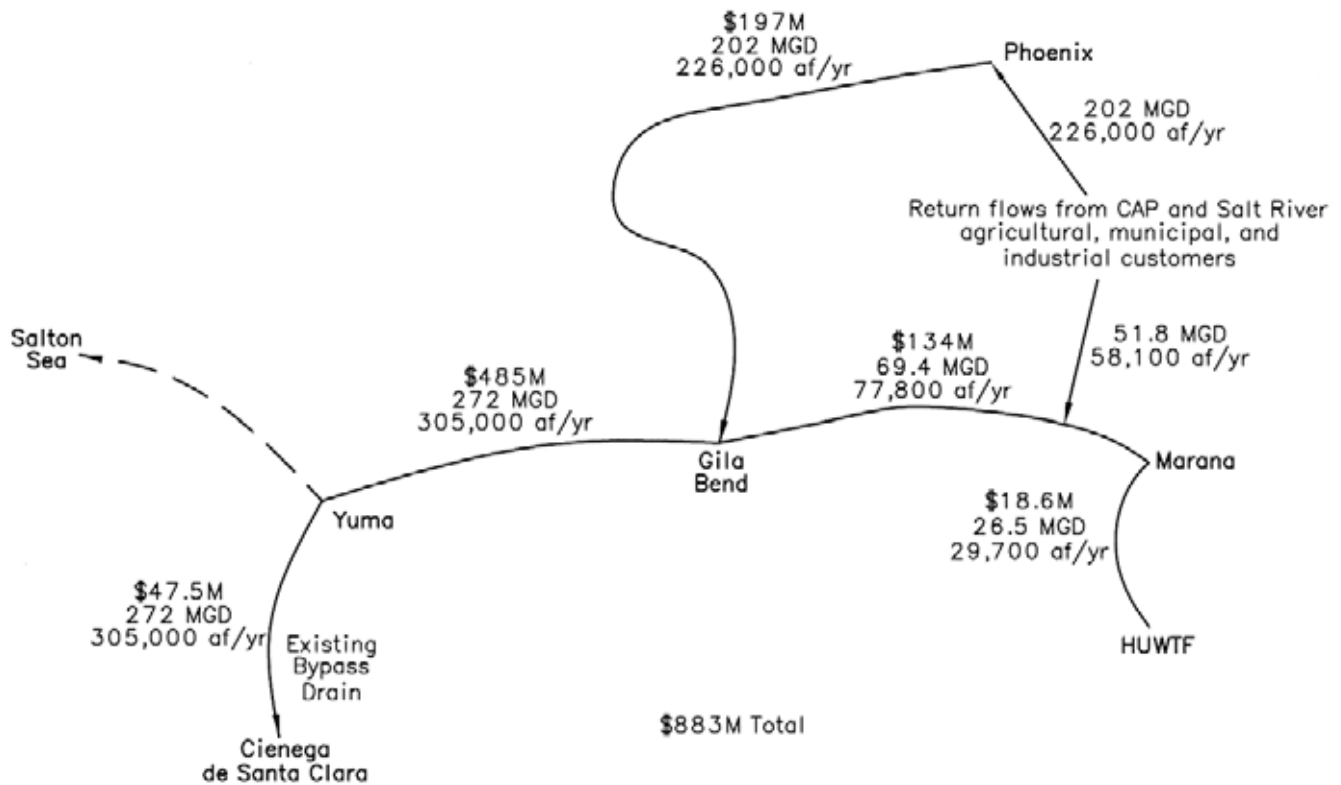 $197M
202 MGD
226,000 af/yr
Phoenix
202 MGD
226,000 af/yr
Return flows from CAP and Salt River
agricultural, municipal, and
industrial customers
51.8 MGD
58,100 af/yr
Salton
Sea
$485M
272 MGD
305,000 af/yr
$134M
69.4 MGD
77,800 af/yr
Gila
Bend
Marana
Yuma
$18.6M
26.5 MGD
29,700 af/yr
HUWTF
$47.5M
272 MGD
305,000 af/yr
Existing
Bypass
Drain
Cienega
de Santa Clara
$883M Total